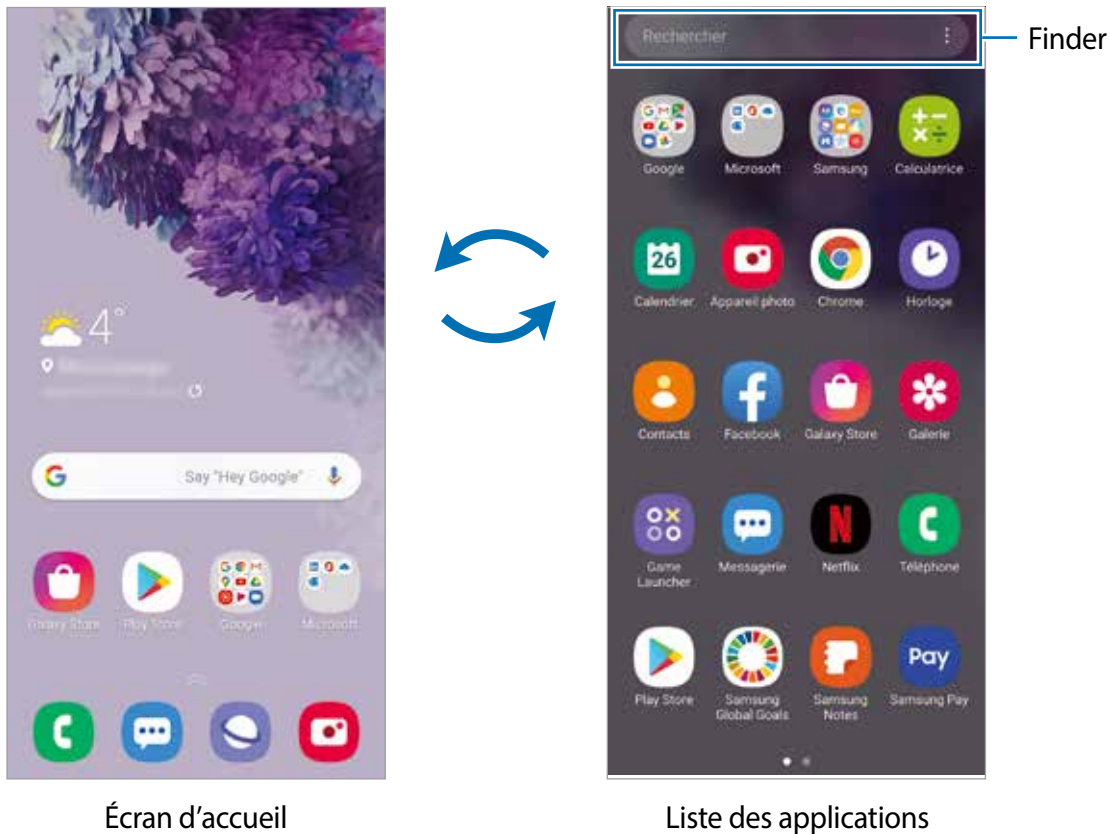 Rechercher
Finder
Google Microsoft Samsung Calculatrice
26
Calendrier Appareil photo Chrome Horloge
4°
Contacts Facebook Galaxy Store Galerie
G Say "Hey Google"
Game Launcher Messagerie Netflix Téléphone
Galaxy Store Play Store Google Microsoft
Pay
Play Store Samsung Global Goals Samsung Notes Samsung Pay
Écran d'accueil
Liste des applications